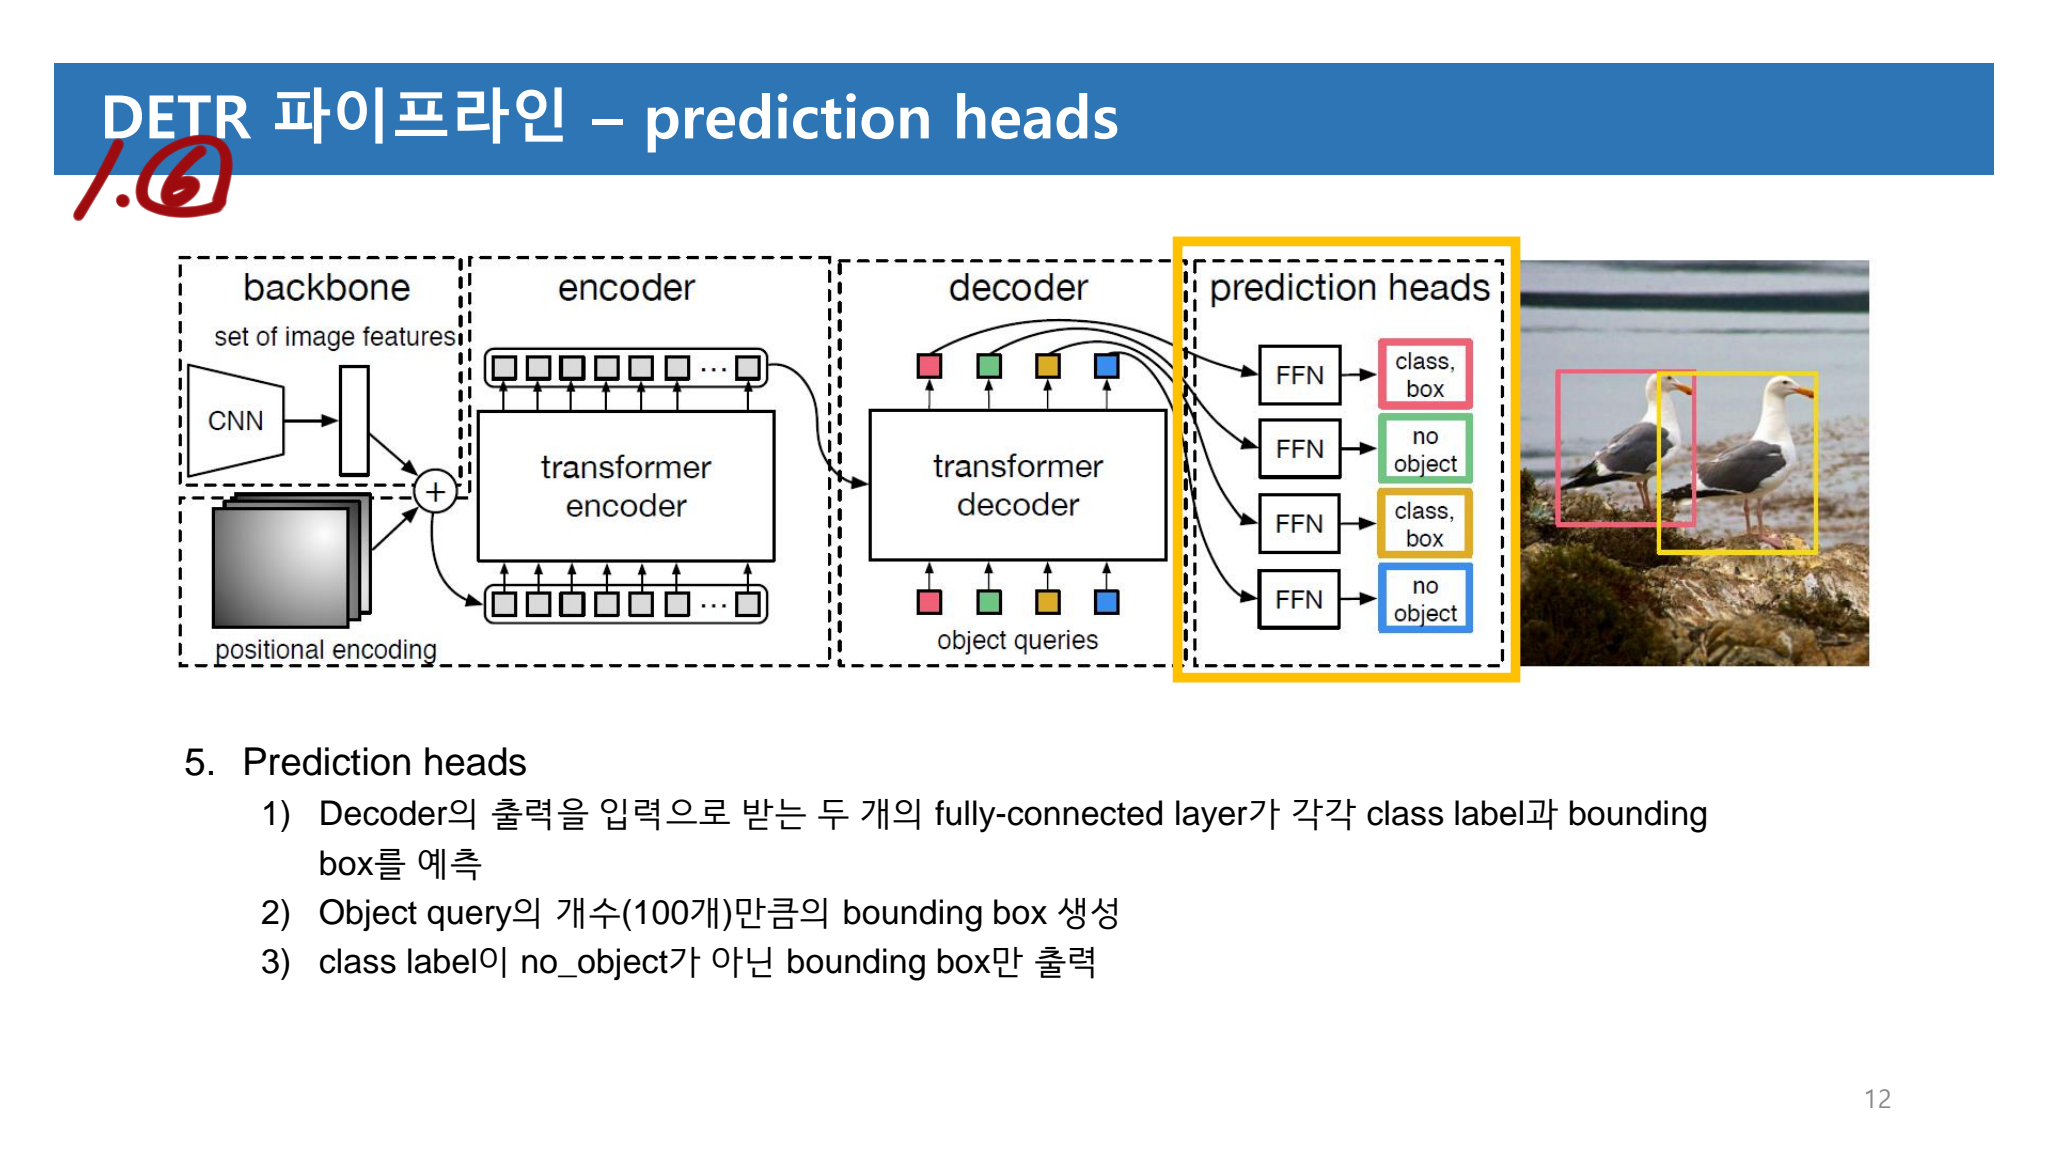 DETR 파이프라인 – prediction heads
1.⑥
backbone
set of image features
CNN
+
positional encoding
encoder
...
transformer
encoder
...
decoder
transformer
decoder
object queries
prediction heads
FFN
class,
box
FFN
no
object
FFN
class,
box
FFN
no
object
5. Prediction heads
1) Decoder의 출력을 입력으로 받는 두 개의 fully-connected layer가 각각 class label과 bounding
box를 예측
2) Object query의 개수(100개)만큼의 bounding box 생성
3) class label이 no_object가 아닌 bounding box만 출력
12